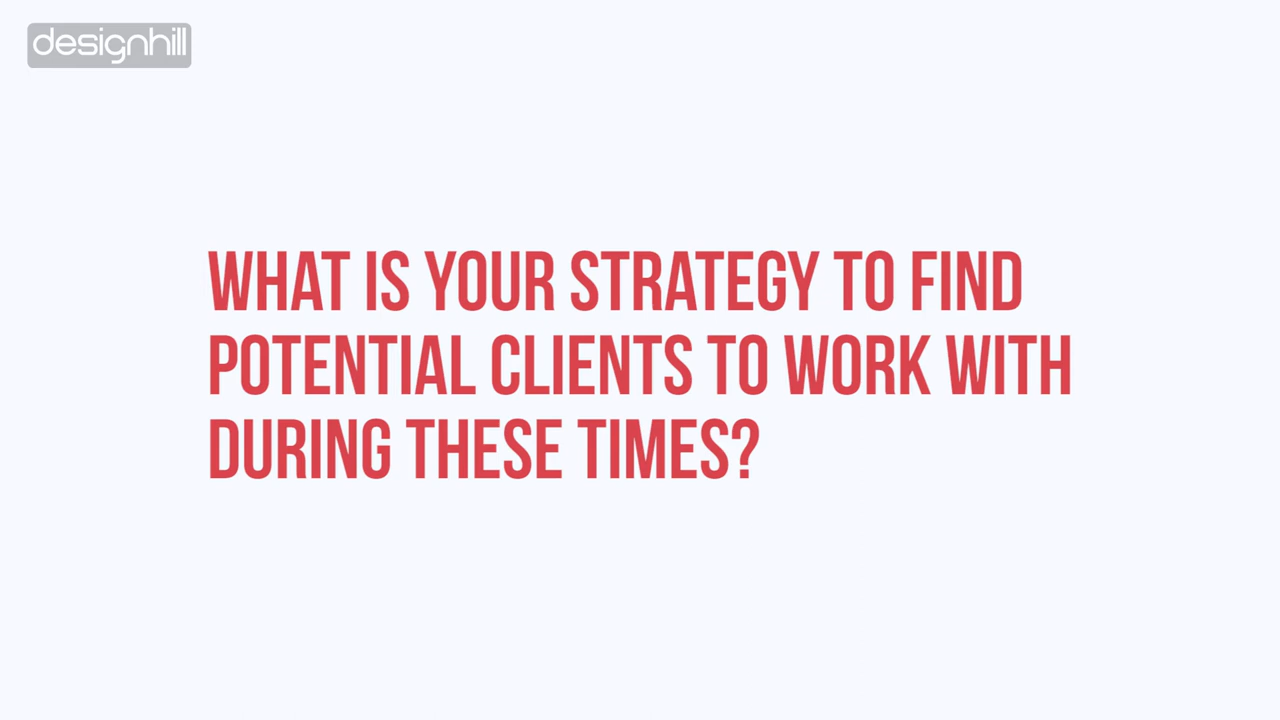 designhill
WHAT IS YOUR STRATEGY TO FIND
POTENTIAL CLIENTS TO WORK WITH
DURING THESE TIMES?